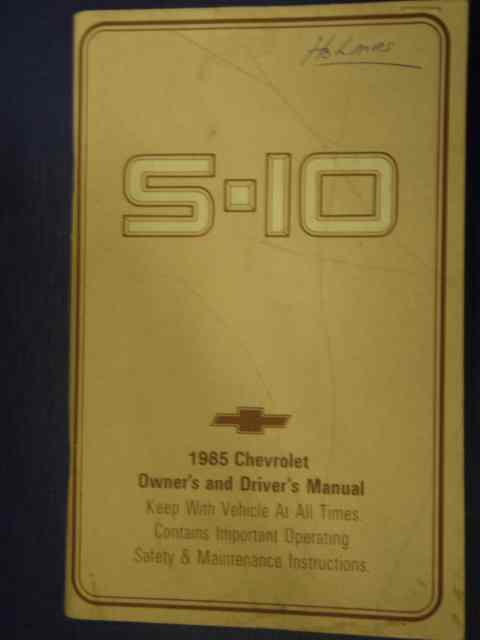 Holmes
S-10
1985 Chevrolet
Owner's and Driver's Manual
Keep With Vehicle At All Times.
Contains Important Operating
Safety & Maintenance Instructions.